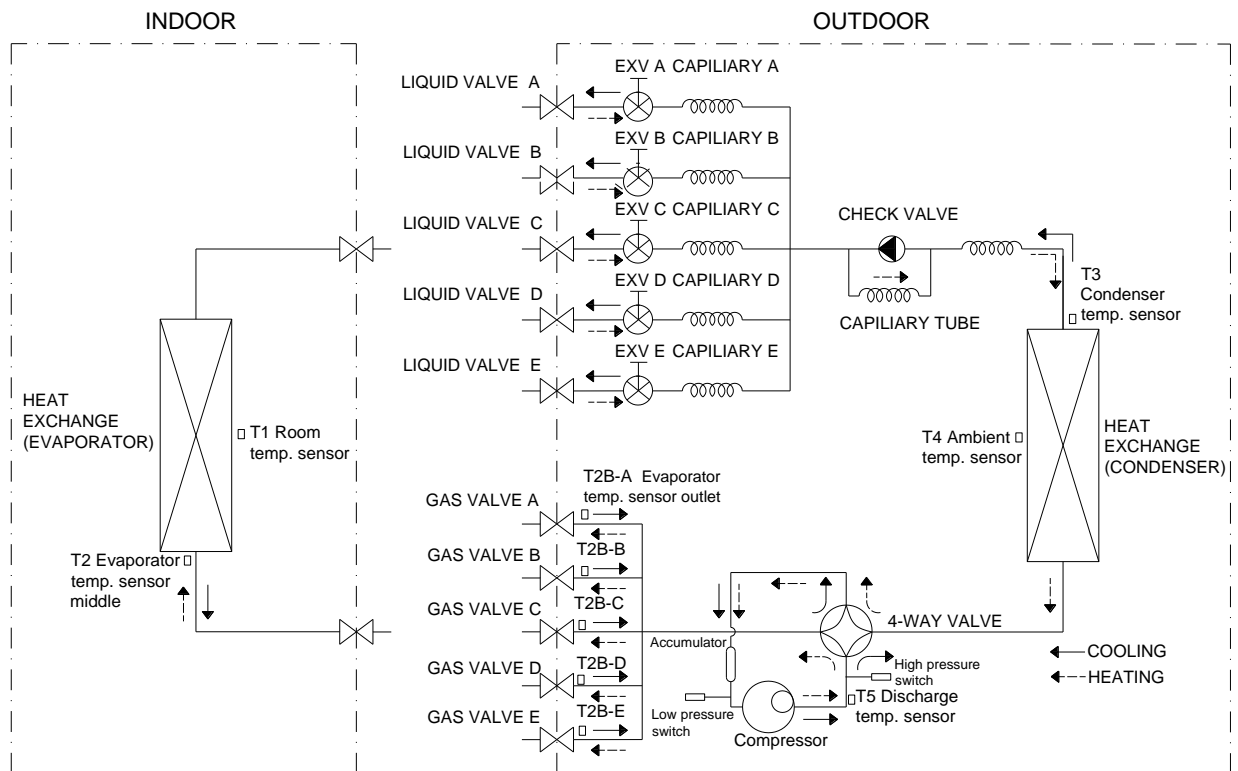 INDOOR
OUTDOOR
EXV A CAPILIARY A
LIQUID VALVE A
EXV B CAPILIARY B
LIQUID VALVE B
EXV C CAPILIARY C
LIQUID VALVE C
CHECK VALVE
EXV D CAPILIARY D
LIQUID VALVE D
CAPILIARY TUBE
T3
Condenser
temp. sensor
EXV E CAPILIARY E
LIQUID VALVE E
HEAT
EXCHANGE
(EVAPORATOR)
T1 Room
temp. sensor
T4 Ambient
temp. sensor
HEAT
EXCHANGE
(CONDENSER)
T2B-A Evaporator
temp. sensor outlet
GAS VALVE A
T2 Evaporator
temp. sensor
middle
GAS VALVE B
T2B-B
GAS VALVE C
T2B-C
Accumulator
4-WAY VALVE
GAS VALVE D
T2B-D
High pressure
switch
COOLING
HEATING
GAS VALVE E
T2B-E
Low pressure
switch
T5 Discharge
temp. sensor
Compressor